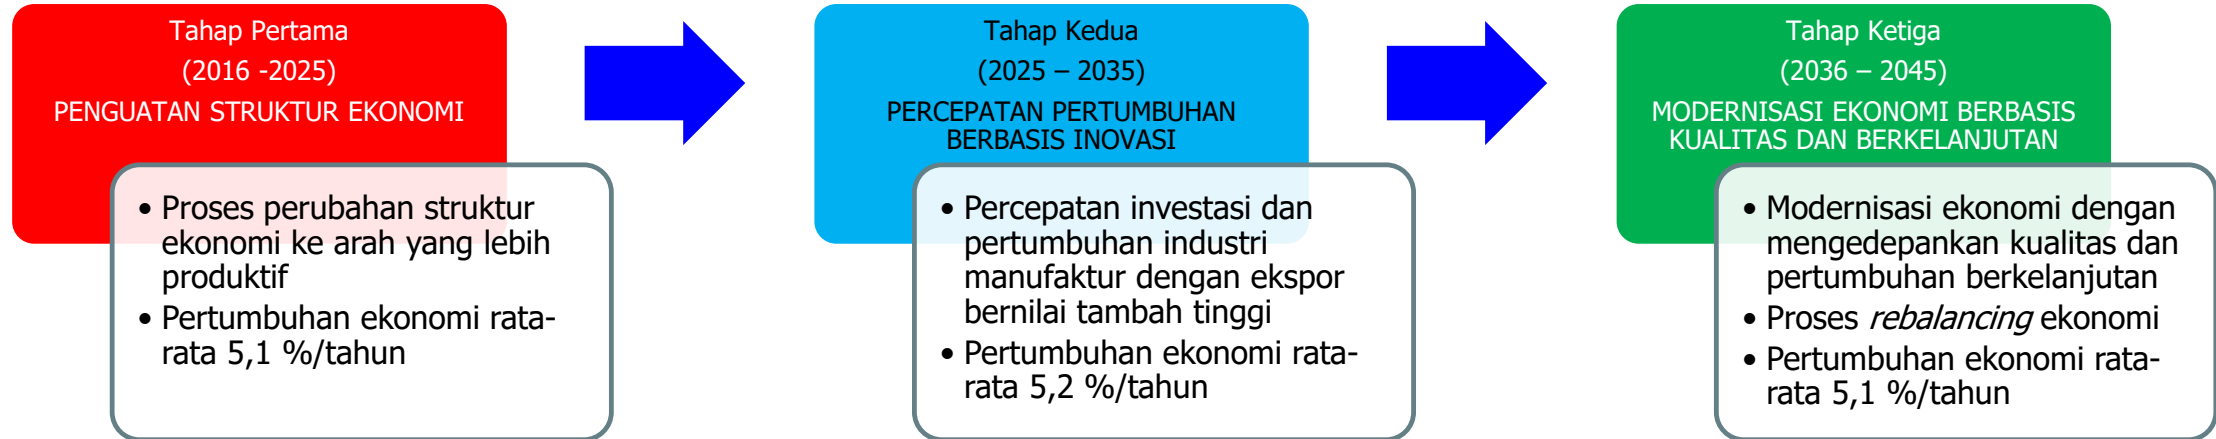 Tahap Pertama
(2016 -2025)
PENGUATAN STRUKTUR EKONOMI
• Proses perubahan struktur
ekonomi ke arah yang lebih
produktif
• Pertumbuhan ekonomi rata-
rata 5,1 %/tahun
Tahap Kedua
(2025 – 2035)
PERCEPATAN PERTUMBUHAN
BERBASIS INOVASI
• Percepatan investasi dan
pertumbuhan industri
manufaktur dengan ekspor
bernilai tambah tinggi
• Pertumbuhan ekonomi rata-
rata 5,2 %/tahun
Tahap Ketiga
(2036 – 2045)
MODERNISASI EKONOMI BERBASIS
KUALITAS DAN BERKELANJUTAN
• Modernisasi ekonomi dengan
mengedepankan kualitas dan
pertumbuhan berkelanjutan
• Proses rebalancing ekonomi
• Pertumbuhan ekonomi rata-
rata 5,1 %/tahun